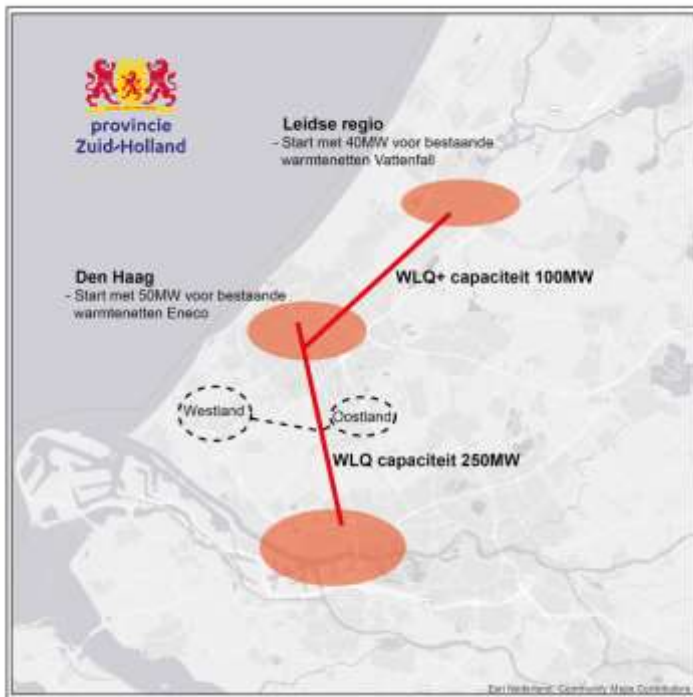 provincie
Zuid-Holland
Leidse regio
- Start met 40MW voor bestaande
warmtenetten Vattenfall
WLQ+ capaciteit 100MW
Den Haag
- Start met 50MW voor bestaande
warmtenetten Eneco
Westland
Oostland
WLQ capaciteit 250MW
Esri Nederland, Community Maps Contributors